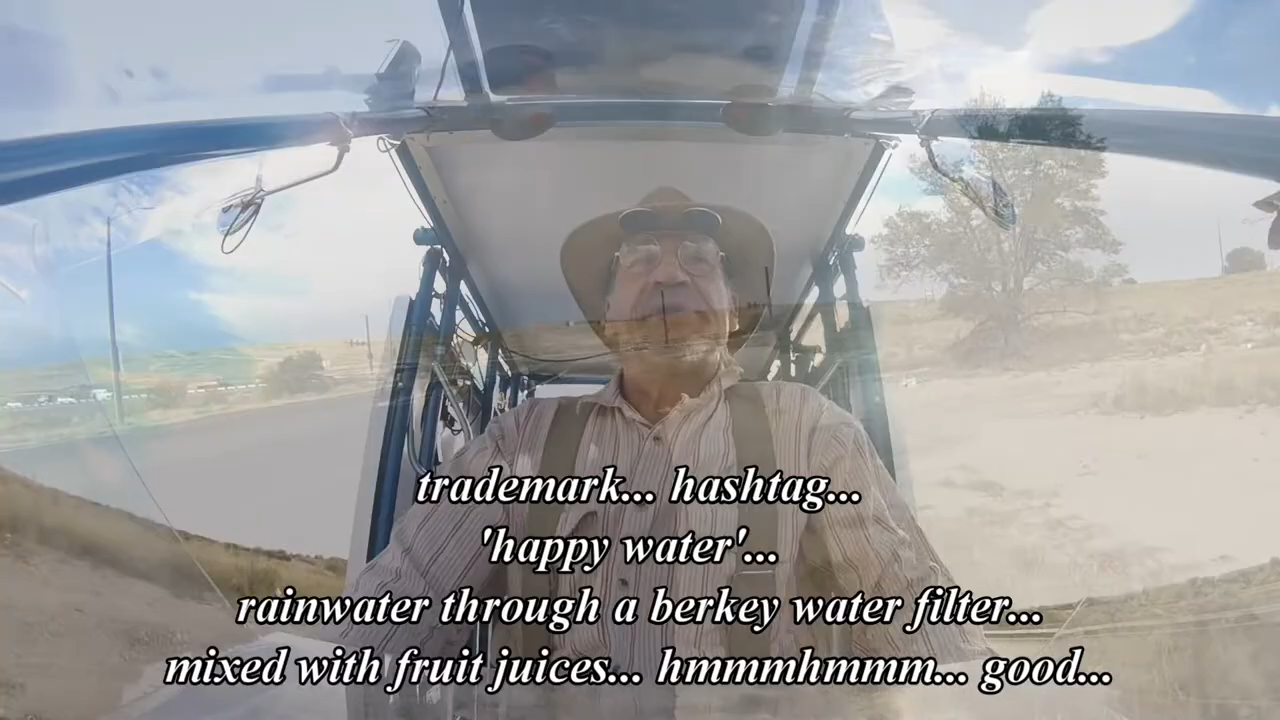 trademark... hashtag...
'happy water'...
rainwater through a berkey water filter...
mixed with fruit juices... hmmmhmmm... good...